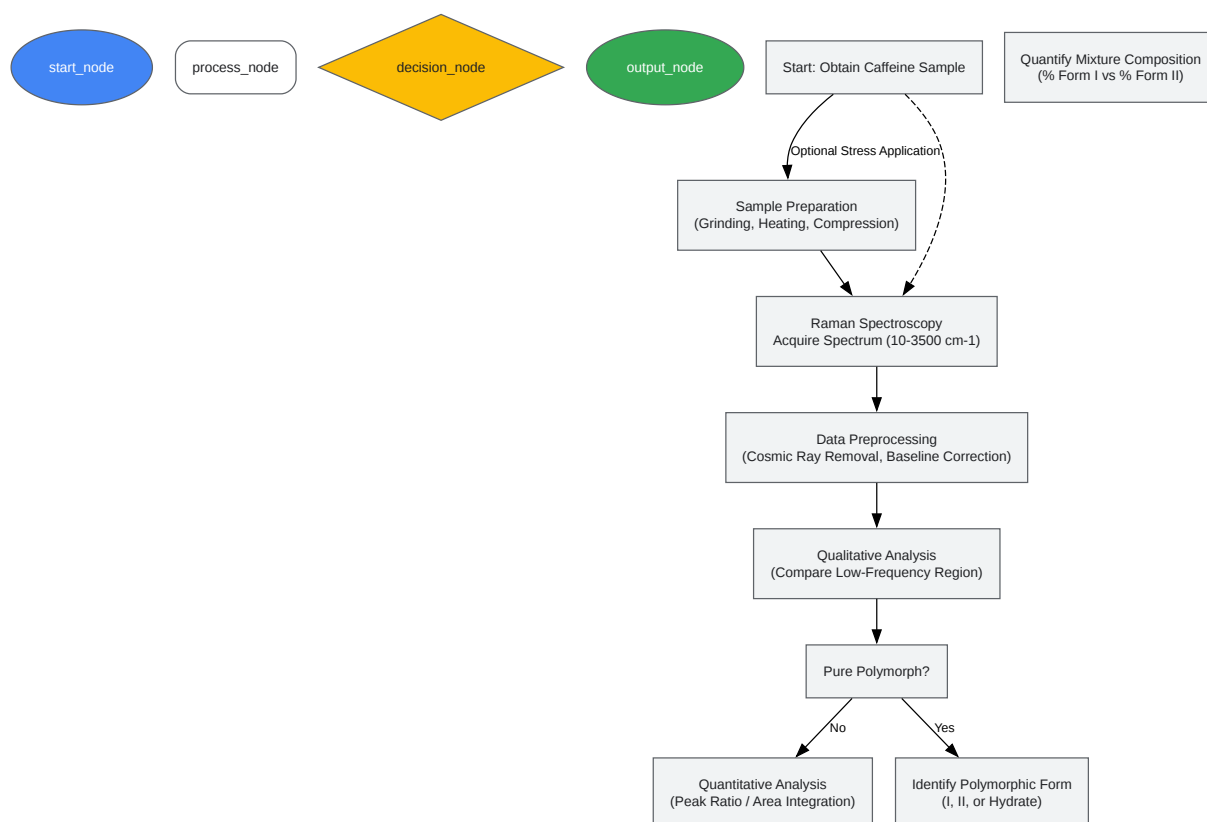 start_node
process_node
decision_node
output_node
Start: Obtain Caffeine Sample
Quantify Mixture Composition
(% Form I vs % Form II)
Optional Stress Application
Sample Preparation
(Grinding, Heating, Compression)
Raman Spectroscopy
Acquire Spectrum (10-3500 cm-1)
Data Preprocessing
(Cosmic Ray Removal, Baseline Correction)
Qualitative Analysis
(Compare Low-Frequency Region)
Pure Polymorph?
No
Yes
Quantitative Analysis
(Peak Ratio / Area Integration)
Identify Polymorphic Form
(I, II, or Hydrate)